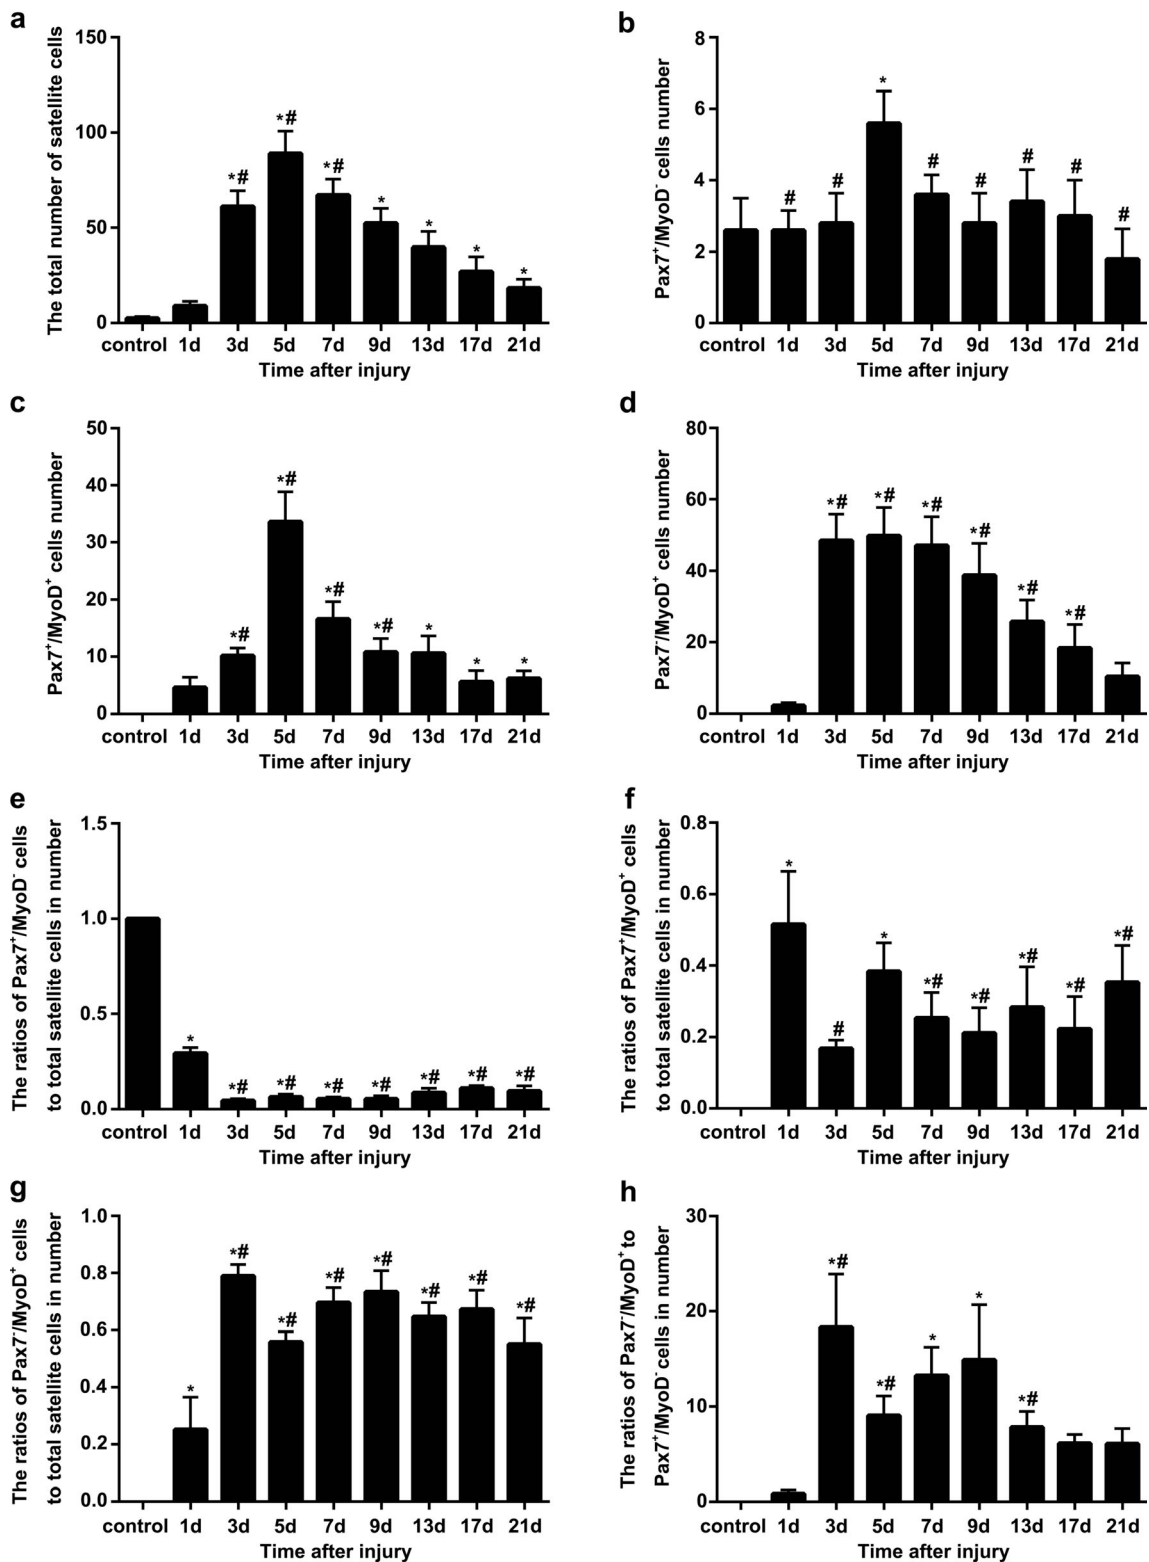 a
The total number of satellite cells
150
100
50
0
*#
*#
*#
*
*
*
*
control 1d 3d 5d 7d 9d 13d 17d 21d
Time after injury
b
Pax7⁺/MyoD⁻ cells number
8
6
4
2
0
#
#
*
#
#
#
#
#
control 1d 3d 5d 7d 9d 13d 17d 21d
Time after injury
c
Pax7⁺/MyoD⁺ cells number
50
40
30
20
10
0
*#
*#
*#
*#
*
*
*
control 1d 3d 5d 7d 9d 13d 17d 21d
Time after injury
d
Pax7⁻/MyoD⁺ cells number
80
60
40
20
0
*#
*#
*#
*#
*#
*#
control 1d 3d 5d 7d 9d 13d 17d 21d
Time after injury
e
The ratios of Pax7⁺/MyoD⁻ cells
to total satellite cells in number
1.5
1.0
0.5
0.0
*
*#
*#
*#
*#
*#
*#
*#
control 1d 3d 5d 7d 9d 13d 17d 21d
Time after injury
f
The ratios of Pax7⁺/MyoD⁺ cells
to total satellite cells in number
0.8
0.6
0.4
0.2
0.0
*
#
*
*#
*#
*#
*#
*#
control 1d 3d 5d 7d 9d 13d 17d 21d
Time after injury
g
The ratios of Pax7⁻/MyoD⁺ cells
to total satellite cells in number
1.0
0.8
0.6
0.4
0.2
0.0
*
*#
*#
*#
*#
*#
*#
*#
control 1d 3d 5d 7d 9d 13d 17d 21d
Time after injury
h
The ratios of Pax7⁻/MyoD⁺ to
Pax7⁺/MyoD⁻ cells in number
30
20
10
0
*#
*#
*
*
*#
control 1d 3d 5d 7d 9d 13d 17d 21d
Time after injury